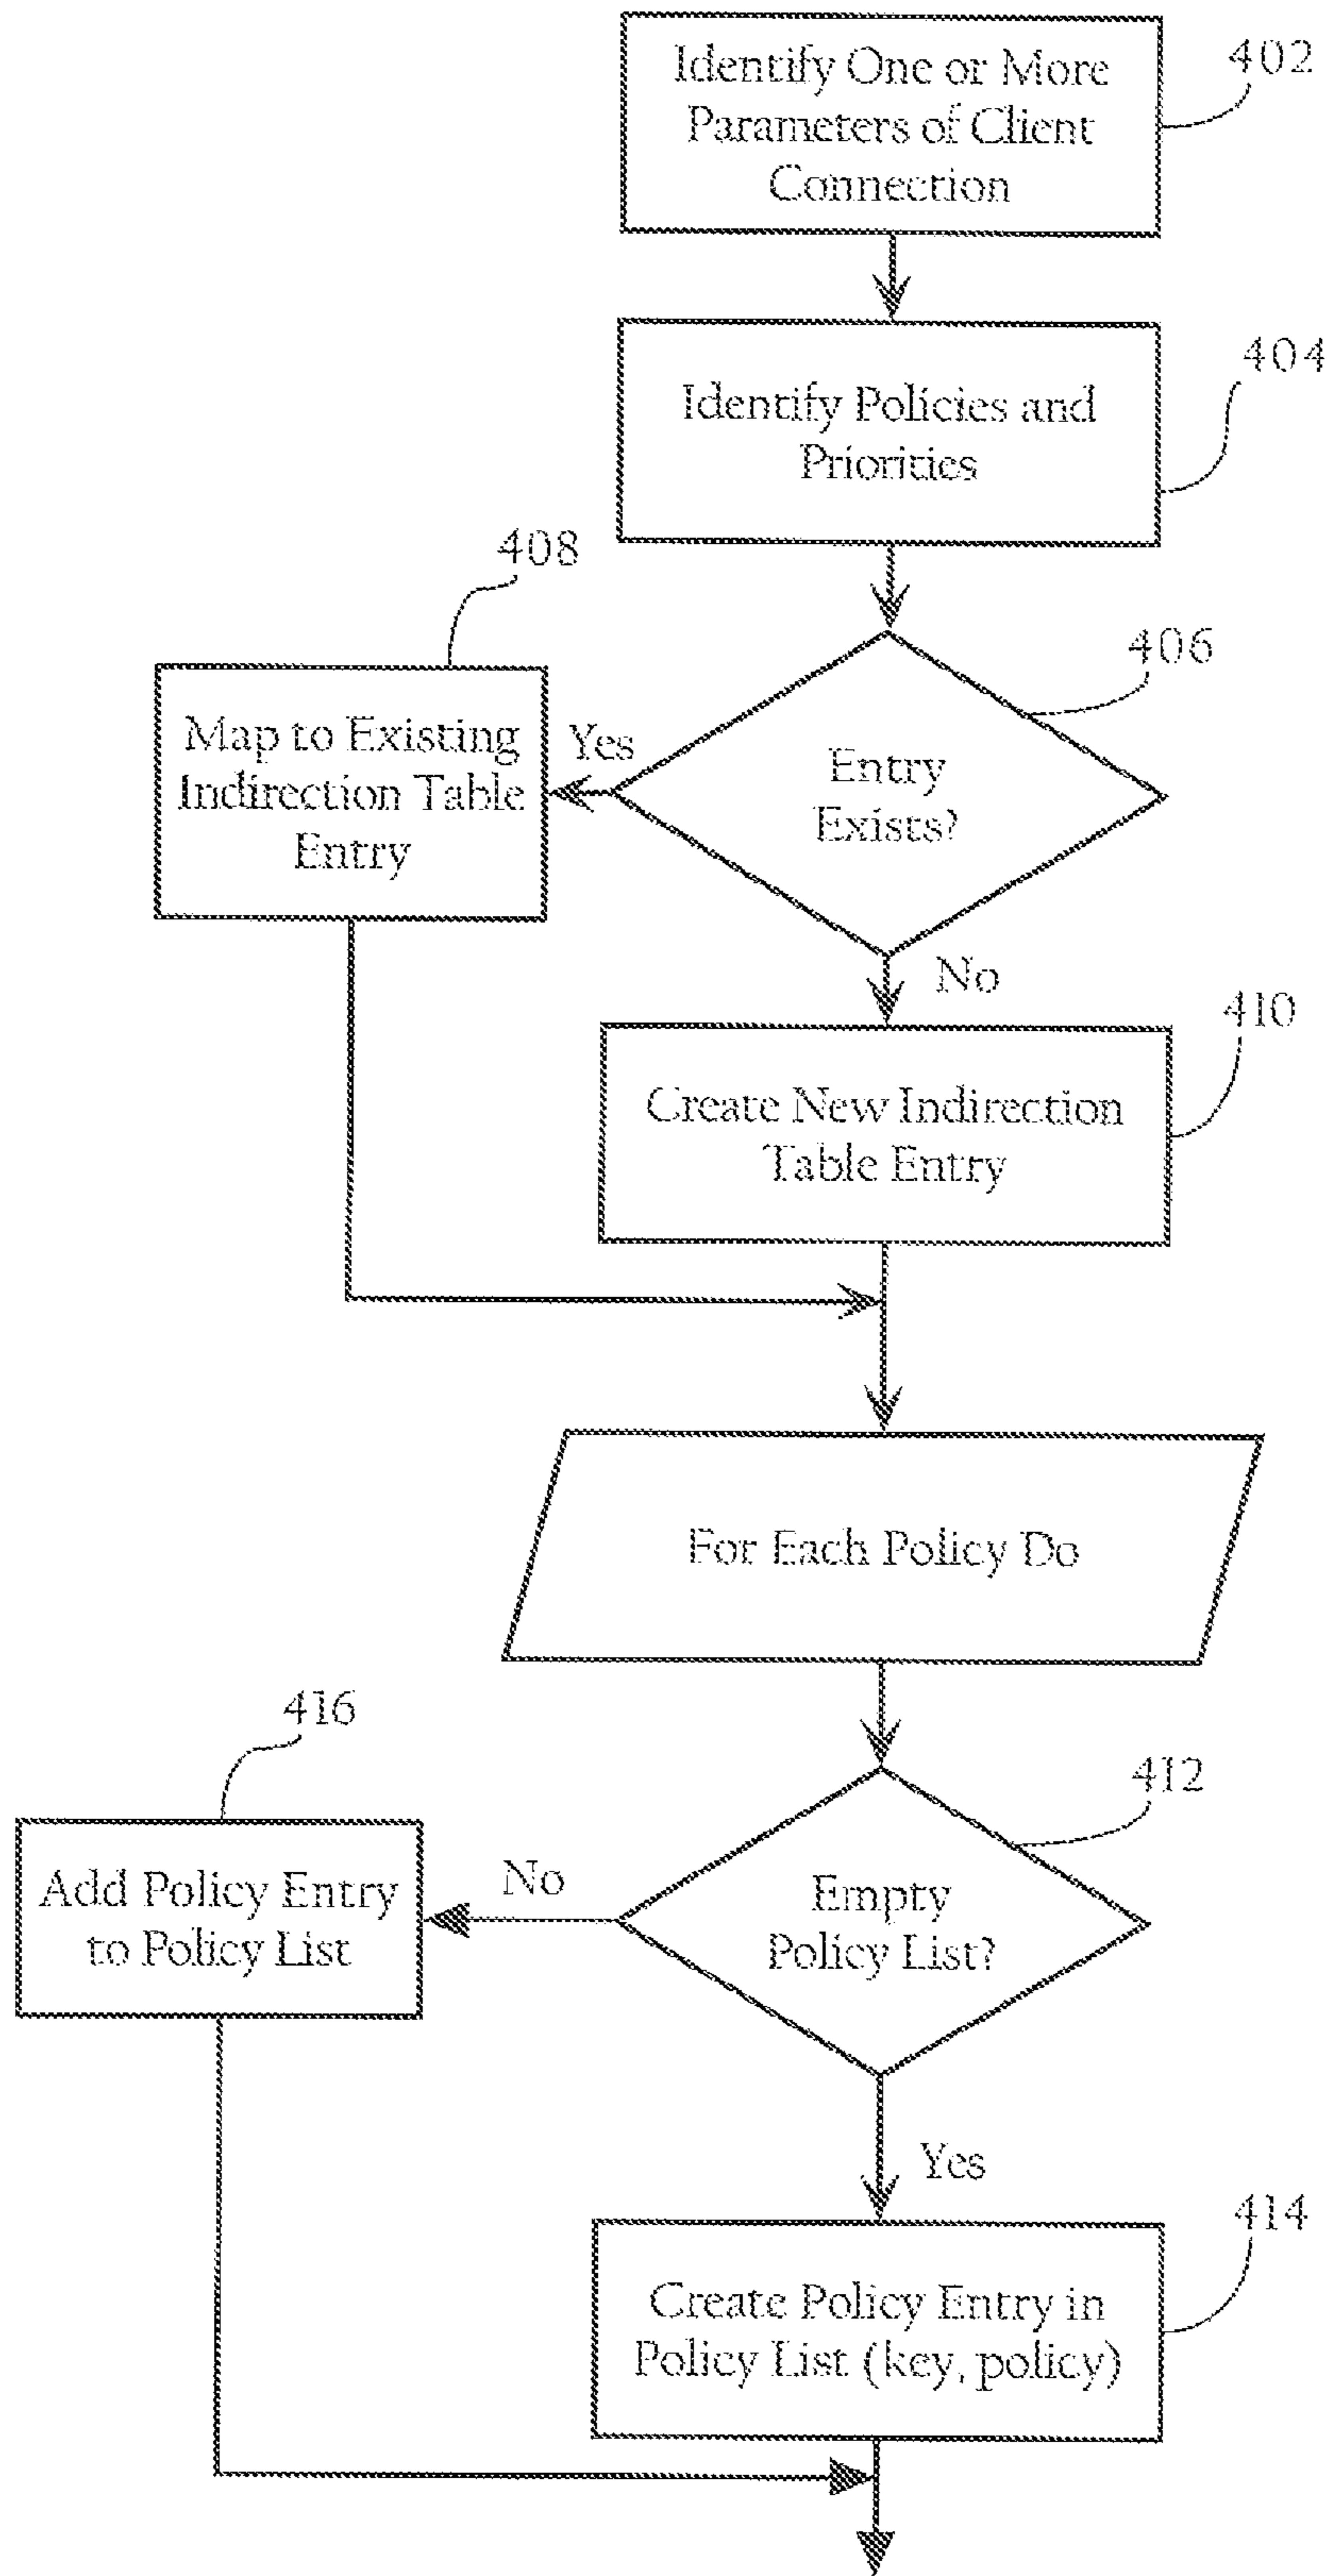 Identify One or More
Parameters of Client
Connection
402
Identify Policies and
Priorities
404
408
406
Map to Existing
Indirection Table
Entry
Yes
Entry
Exists?
No
410
Create New Indirection
Table Entry
For Each Policy Do
416
412
Add Policy Entry
to Policy List
No
Empty
Policy List?
Yes
414
Create Policy Entry in
Policy List (key, policy)